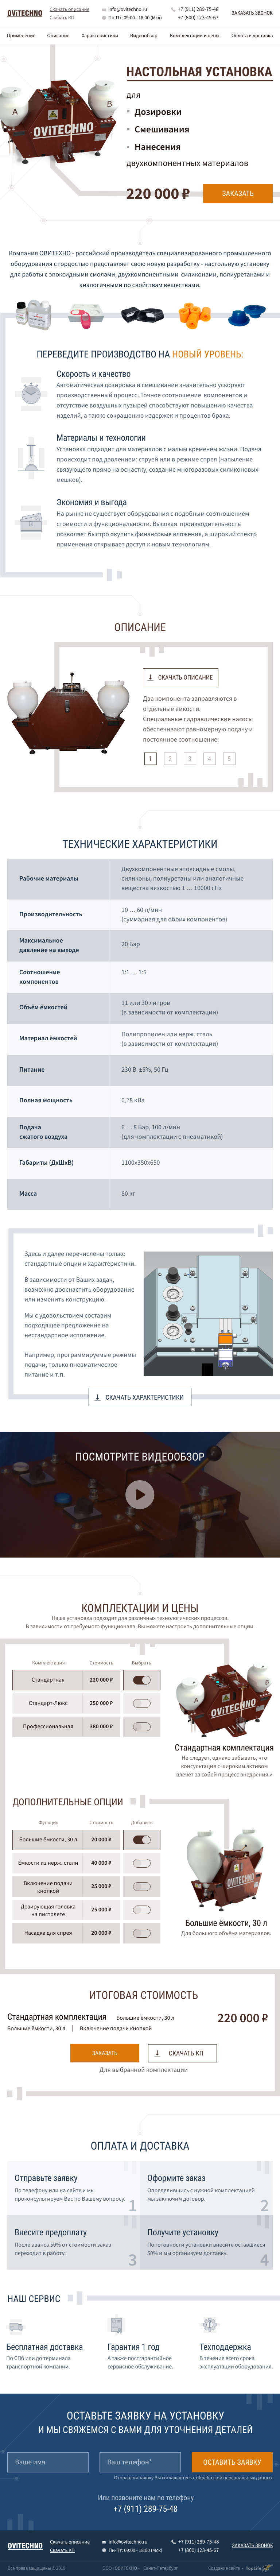 OVITECHNO
Скачать описание
Скачать КП
info@ovitechno.ru
Пн-Пт: 09:00 - 18:00 (Мск)
+7 (911) 289-75-48
+7 (800) 123-45-67
ЗАКАЗАТЬ ЗВОНОК
Применение Описание Характеристики Видеообзор Комплектации и цены Оплата и доставка
НАСТОЛЬНАЯ УСТАНОВКА
для
Дозировки
Смешивания
Нанесения
двухкомпонентных материалов
220 000 ₽
ЗАКАЗАТЬ
Компания ОВИТЕХНО - российский производитель специализированного промышленного
оборудования с гордостью представляет свою новую разработку - настольную установку
для работы с эпоксидными смолами, двухкомпонентными силиконами, полиуретанами и
аналогичными по свойствам веществами.
ПЕРЕВЕДИТЕ ПРОИЗВОДСТВО НА НОВЫЙ УРОВЕНЬ:
Скорость и качество
Автоматическая дозировка и смешивание значительно ускорют
производственный процесс. Точное соотношение компонентов и
отсутствие воздушных пузырей способствуют повышению качества
изделий, а также сокращению издержек и процентов брака.
Материалы и технологии
Установка подходит для материалов с малым временем жизни. Подача
происходит под давлением: струей или в режиме спрея (нанесение
связующего прямо на оснастку, создание многоразовых силиконовых
мешков).
Экономия и выгода
На рынке не существует оборудования с подобным соотношением
стоимости и функциональности. Высокая производительность
позволяет быстро окупить финансовые вложения, а широкий спектр
применения открывает доступ к новым технологиям.
ОПИСАНИЕ
СКАЧАТЬ ОПИСАНИЕ
Два компонента заправляются в
отдельные емкости.
Специальные гидравлические насосы
обеспечивают равномерную подачу и
постоянное соотношение.
1 2 3 4 5
ТЕХНИЧЕСКИЕ ХАРАКТЕРИСТИКИ
Рабочие материалы
Двухкомпонентные эпоксидные смолы,
силиконы, полиуретаны или аналогичные
вещества вязкостью 1 … 10000 сПз
Производительность
10 … 60 л/мин
(суммарная для обоих компонентов)
Максимальное
давление на выходе
20 Бар
Соотношение
компонентов
1:1 … 1:5
Объём ёмкостей
11 или 30 литров
(в зависимости от комплектации)
Материал ёмкостей
Полипропилен или нерж. сталь
(в зависимости от комплектации)
Питание
230 В ±5%, 50 Гц
Полная мощность
0,78 кВа
Подача
сжатого воздуха
6 … 8 Бар, 100 л/мин
(для комплектации с пневматикой)
Габариты (ДхШхВ)
1100х350х650
Масса
60 кг
Здесь и далее перечислены только
стандартные опции и характеристики.
В зависимости от Ваших задач,
возможно дооснастить оборудование
или изменить конструкцию.
Мы с удовольствием составим
подходящее предложение на
нестандартное исполнение.
Например, программируемые режимы
подачи, только пневматическое
питание и т.п.
СКАЧАТЬ ХАРАКТЕРИСТИКИ
ПОСМОТРИТЕ ВИДЕООБЗОР
КОМПЛЕКТАЦИИ И ЦЕНЫ
Наша установка подходит для различных технологических процессов.
В зависимости от требуемого функционала, Вы можете настроить дополнительные опции.
Комплектация Стоимость Выбрать
Стандартная 220 000 ₽
Стандарт-Люкс 250 000 ₽
Профессиональная 380 000 ₽
Стандартная комплектация
Не следует, однако забывать, что
консультация с широким активом
влечет за собой процесс внедрения и
ДОПОЛНИТЕЛЬНЫЕ ОПЦИИ
Функция Стоимость Добавить
Большие ёмкости, 30 л 20 000 ₽
Ёмкости из нерж. стали 40 000 ₽
Включение подачи
кнопкой
25 000 ₽
Дозирующая головка
на пистолете
25 000 ₽
Насадка для спрея 20 000 ₽
Большие ёмкости, 30 л
Для большого объёма материалов.
ИТОГОВАЯ СТОИМОСТЬ
Стандартная комплектация Большие ёмкости, 30 л 220 000 ₽
Большие ёмкости, 30 л | Включение подачи кнопкой
ЗАКАЗАТЬ
СКАЧАТЬ КП
Для выбранной комплектации
ОПЛАТА И ДОСТАВКА
Отправьте заявку
По телефону или на сайте и мы
проконсультируем Вас по Вашему вопросу.
1
Оформите заказ
Определившись с нужной комплектацией
мы заключим договор.
2
Внесите предоплату
После аванса 50% от стоимости заказ
переходит в работу.
3
Получите установку
По готовности установки вносите оставшиеся
50% и мы организуем доставку.
4
НАШ СЕРВИС
Бесплатная доставка
По СПб или до терминала
транспортной компании.
Гарантия 1 год
А также постгарантийное
сервисное обслуживание.
Техподдержка
В течение всего срока
эксплуатации оборудования.
ОСТАВЬТЕ ЗАЯВКУ НА УСТАНОВКУ
И МЫ СВЯЖЕМСЯ С ВАМИ ДЛЯ УТОЧНЕНИЯ ДЕТАЛЕЙ
Ваше имя
Ваш телефон*
ОСТАВИТЬ ЗАЯВКУ
Отправляя заявку Вы соглашаетесь с обработкой персональных данных.
Или позвоните нам по телефону
+7 (911) 289-75-48
OVITECHNO
Скачать описание
Скачать КП
info@ovitechno.ru
Пн-Пт: 09:00 - 18:00 (Мск)
+7 (911) 289-75-48
+7 (800) 123-45-67
ЗАКАЗАТЬ ЗВОНОК
Все права защищены © 2019
ООО «ОВИТЕХНО» Санкт-Петербург
Создание сайта -